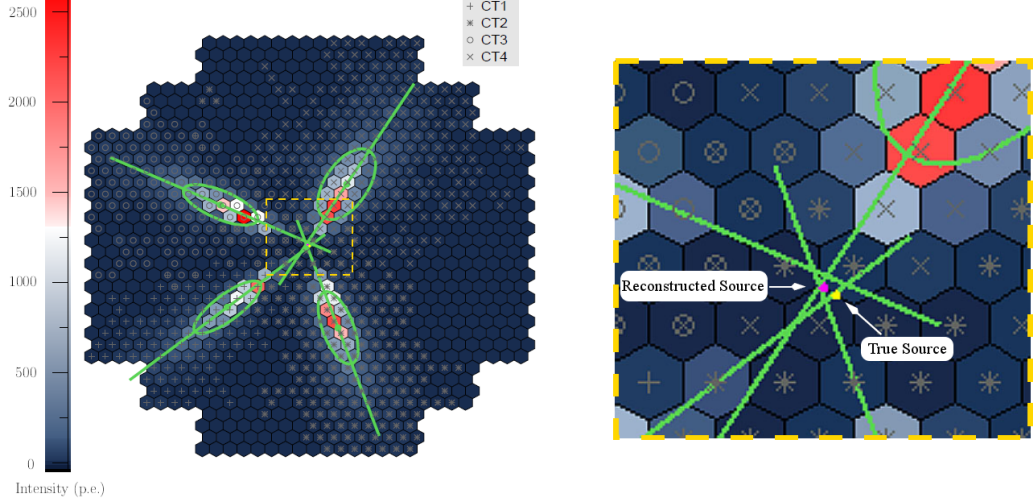 2500
2000
1500
1000
500
0
Intensity (p.e.)
CT1
CT2
CT3
CT4
Reconstructed Source
True Source